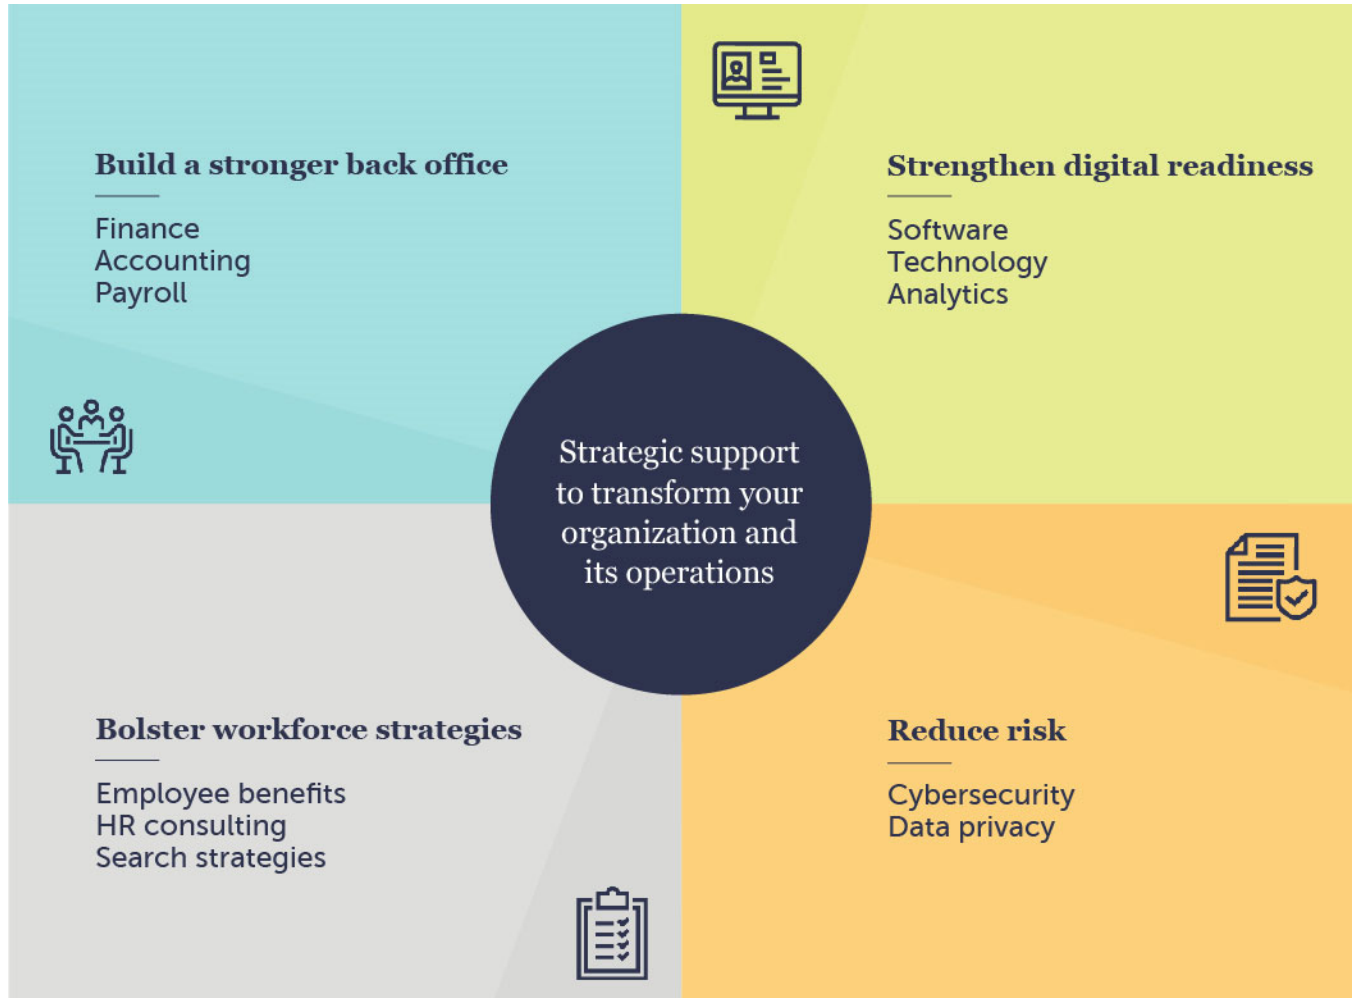 Build a stronger back office
Finance
Accounting
Payroll
Strengthen digital readiness
Software
Technology
Analytics
Strategic support
to transform your
organization and
its operations
Bolster workforce strategies
Employee benefits
HR consulting
Search strategies
Reduce risk
Cybersecurity
Data privacy